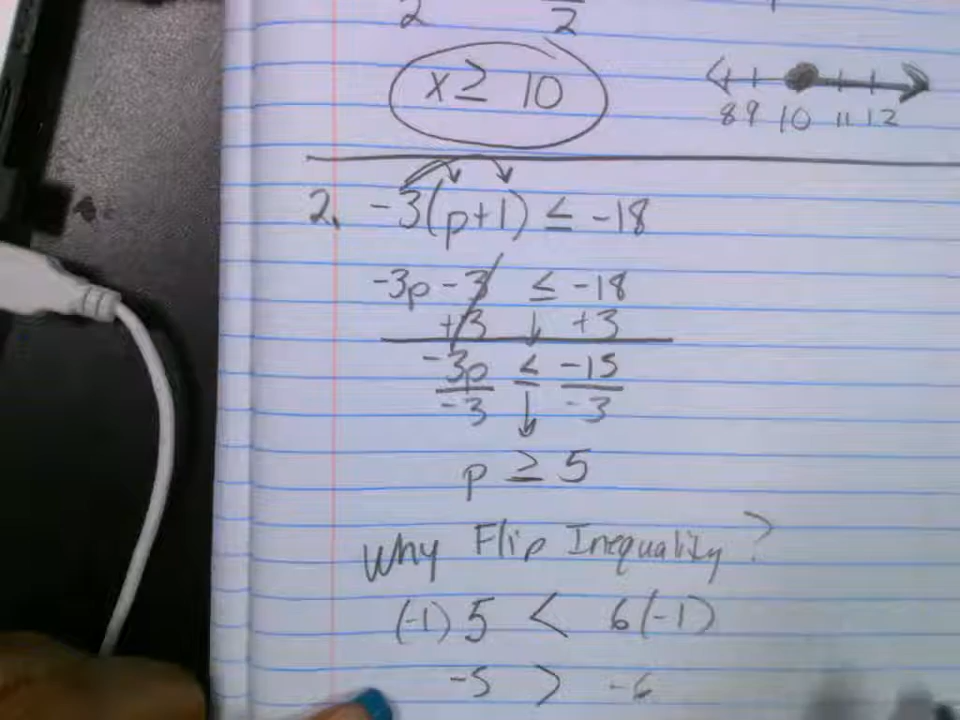 2 2
x ≥ 10
8 9 10 11 12
2. -3(p+1) ≤ -18
-3p - 3 ≤ -18
+3 ↓ +3
-3p ≤ -15
-3 ↓ -3
p ≥ 5
Why Flip Inequality?
(-1) 5 < 6 (-1)
-5 > -6